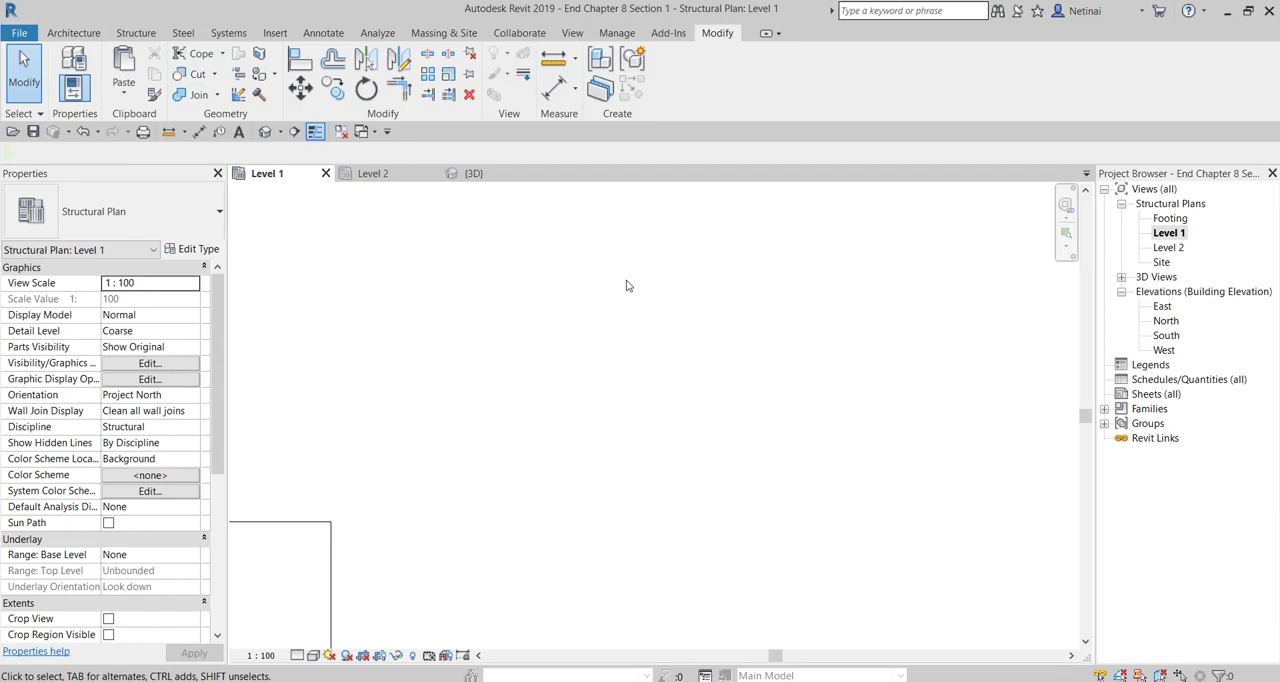 Autodesk Revit 2019 - End Chapter 8 Section 1 - Structural Plan: Level 1
Type a keyword or phrase
Netinai
File Architecture Structure Steel Systems Insert Annotate Analyze Massing & Site Collaborate View Manage Add-Ins Modify
Modify
Paste
Cope
Cut
Join
Select Properties Clipboard Geometry Modify View Measure Create
Properties
Structural Plan
Structural Plan: Level 1
Edit Type
Graphics
View Scale 1 : 100
Scale Value 1: 100
Display Model Normal
Detail Level Coarse
Parts Visibility Show Original
Visibility/Graphics ... Edit...
Graphic Display Op... Edit...
Orientation Project North
Wall Join Display Clean all wall joins
Discipline Structural
Show Hidden Lines By Discipline
Color Scheme Loca... Background
Color Scheme <none>
System Color Sche... Edit...
Default Analysis Di... None
Sun Path
Underlay
Range: Base Level None
Range: Top Level Unbounded
Underlay Orientation Look down
Extents
Crop View
Crop Region Visible
Properties help
Apply
Level 1
Level 2
{3D}
1 : 100
Project Browser - End Chapter 8 Se...
Views (all)
Structural Plans
Footing
Level 1
Level 2
Site
3D Views
Elevations (Building Elevation)
East
North
South
West
Legends
Schedules/Quantities (all)
Sheets (all)
Families
Groups
Revit Links
Click to select, TAB for alternates, CTRL adds, SHIFT unselects.
:0
Main Model
:0